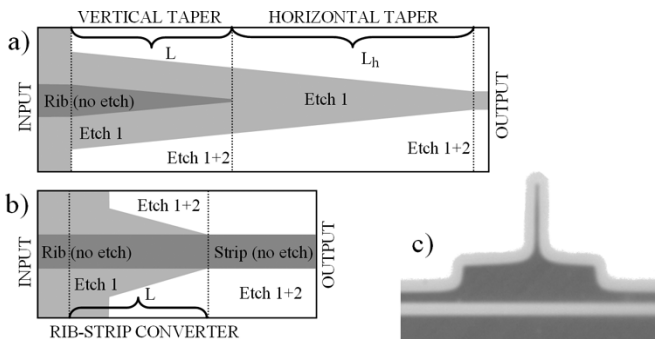 VERTICAL TAPER
HORIZONTAL TAPER
a)
L
Lh
INPUT
Rib (no etch)
Etch 1
Etch 1
Etch 1+2
Etch 1+2
OUTPUT
b)
Etch 1+2
INPUT
Rib (no etch)
Strip (no etch)
OUTPUT
Etch 1
L
Etch 1+2
RIB-STRIP CONVERTER
c)